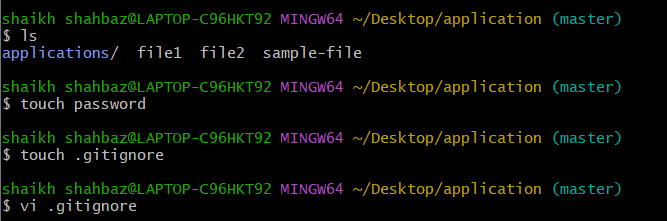 shaikh shahbaz@LAPTOP-C96HKT92 MINGW64 ~/Desktop/application (master)
$ ls
applications/  file1  file2  sample-file
shaikh shahbaz@LAPTOP-C96HKT92 MINGW64 ~/Desktop/application (master)
$ touch password
shaikh shahbaz@LAPTOP-C96HKT92 MINGW64 ~/Desktop/application (master)
$ touch .gitignore
shaikh shahbaz@LAPTOP-C96HKT92 MINGW64 ~/Desktop/application (master)
$ vi .gitignore